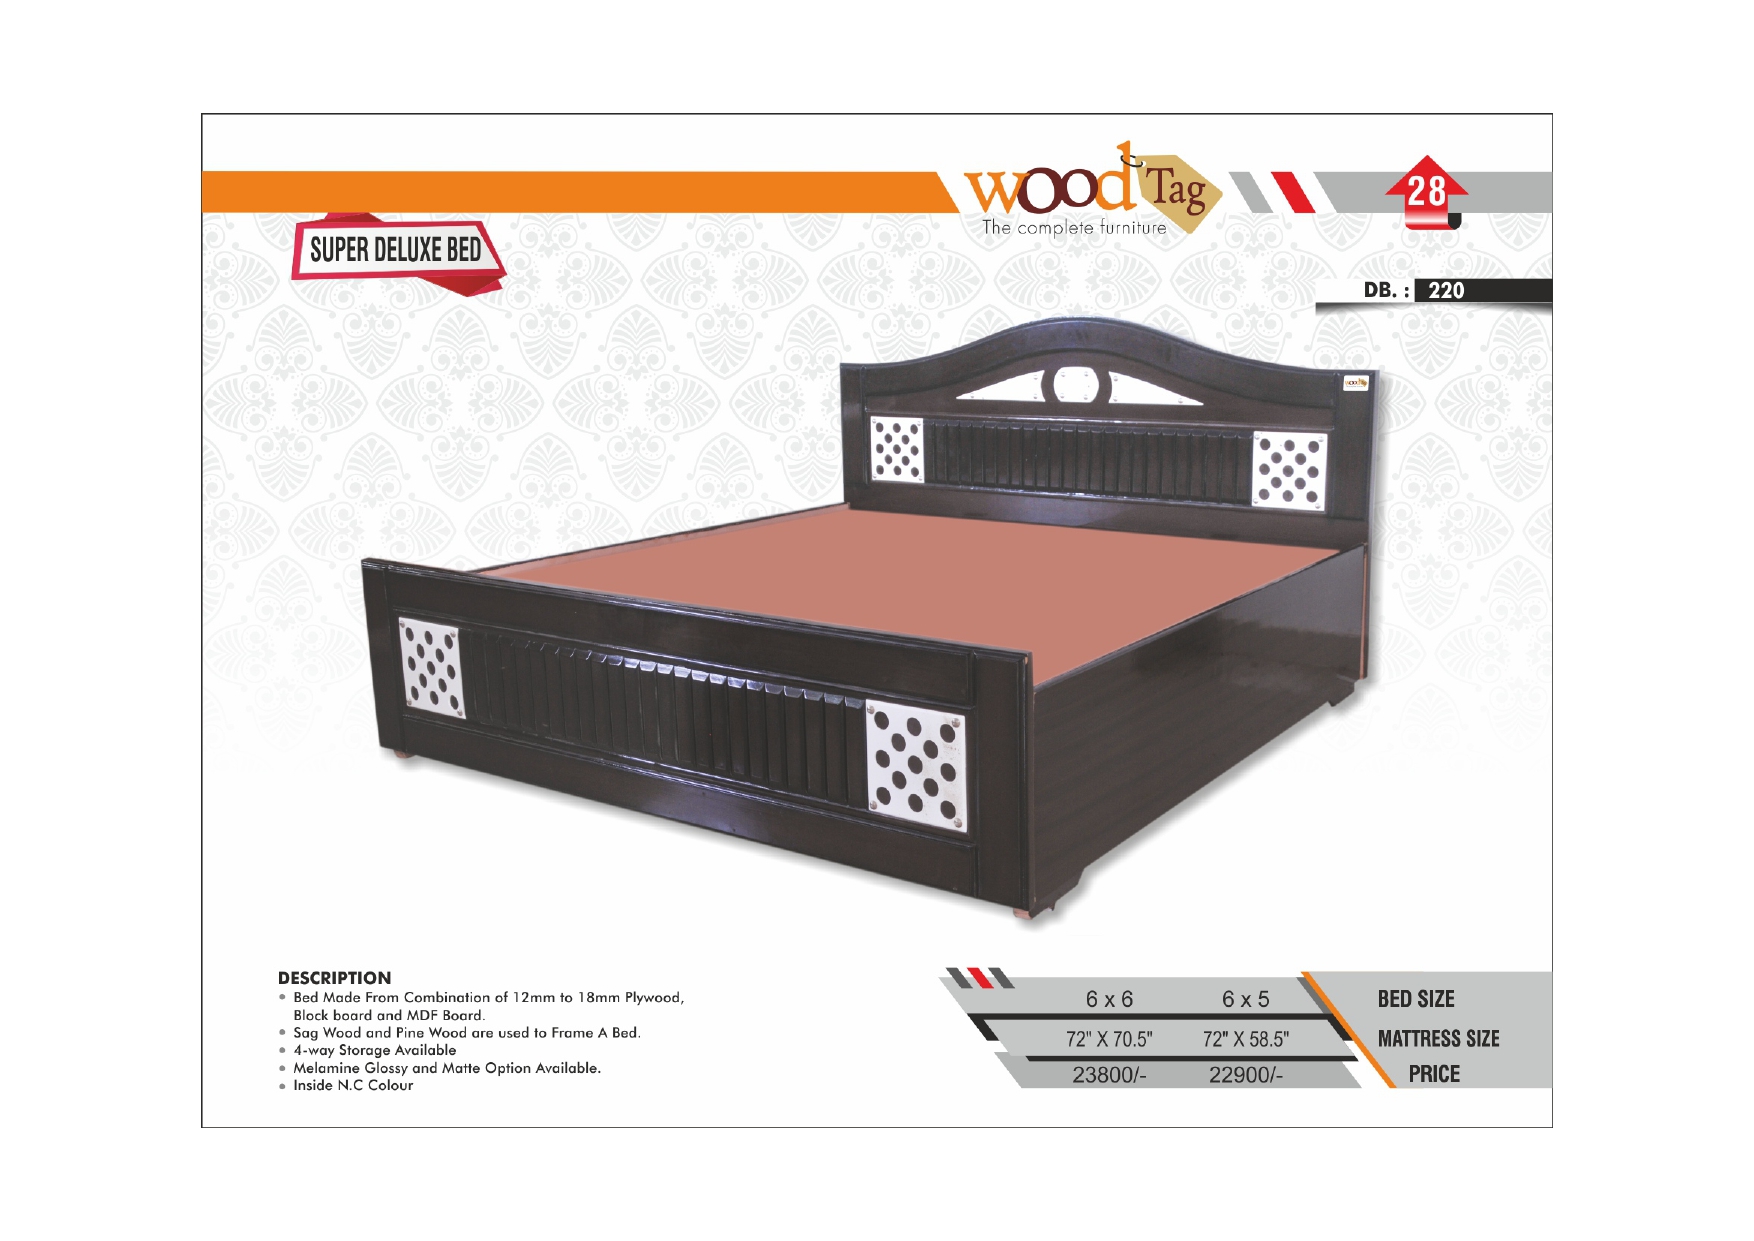 wood Tag
The complete furniture
28
SUPER DELUXE BED
DB. : 220
wood
DESCRIPTION
• Bed Made From Combination of 12mm to 18mm Plywood,
Block board and MDF Board.
• Sag Wood and Pine Wood are used to Frame A Bed.
• 4-way Storage Available
• Melamine Glossy and Matte Option Available.
• Inside N.C Colour
6 x 6 6 x 5 BED SIZE
72" X 70.5" 72" X 58.5" MATTRESS SIZE
23800/- 22900/- PRICE